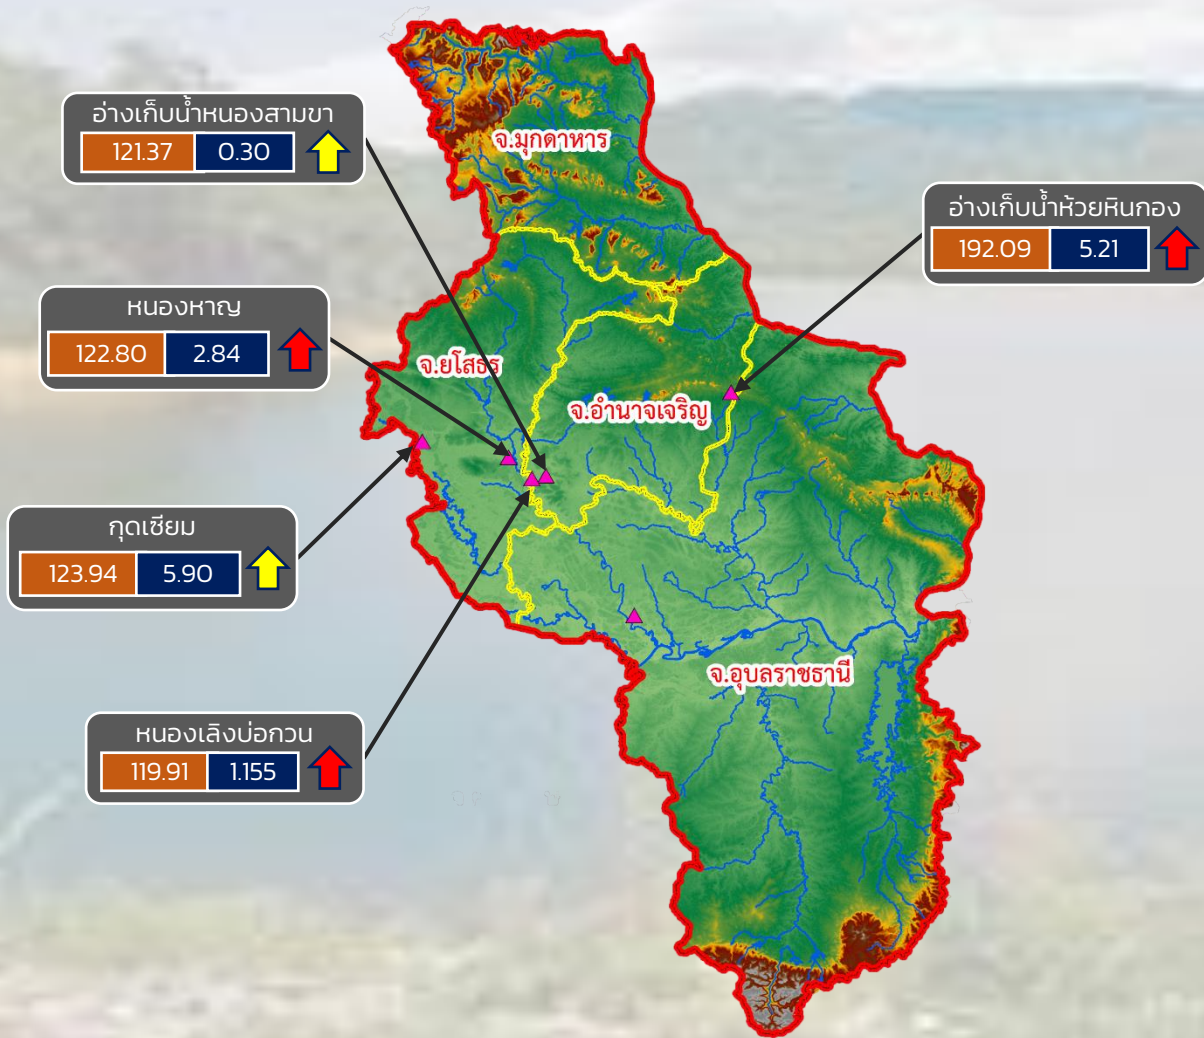 อ่างเก็บน้ำหนองสามขา
121.37 0.30
จ.มุกดาหาร
อ่างเก็บน้ำห้วยหินกอง
192.09 5.21
หนองหาญ
122.80 2.84
จ.ยโสธร
จ.อำนาจเจริญ
กุดเซียม
123.94 5.90
จ.อุบลราชธานี
หนองเลิงบ่อกวน
119.91 1.155